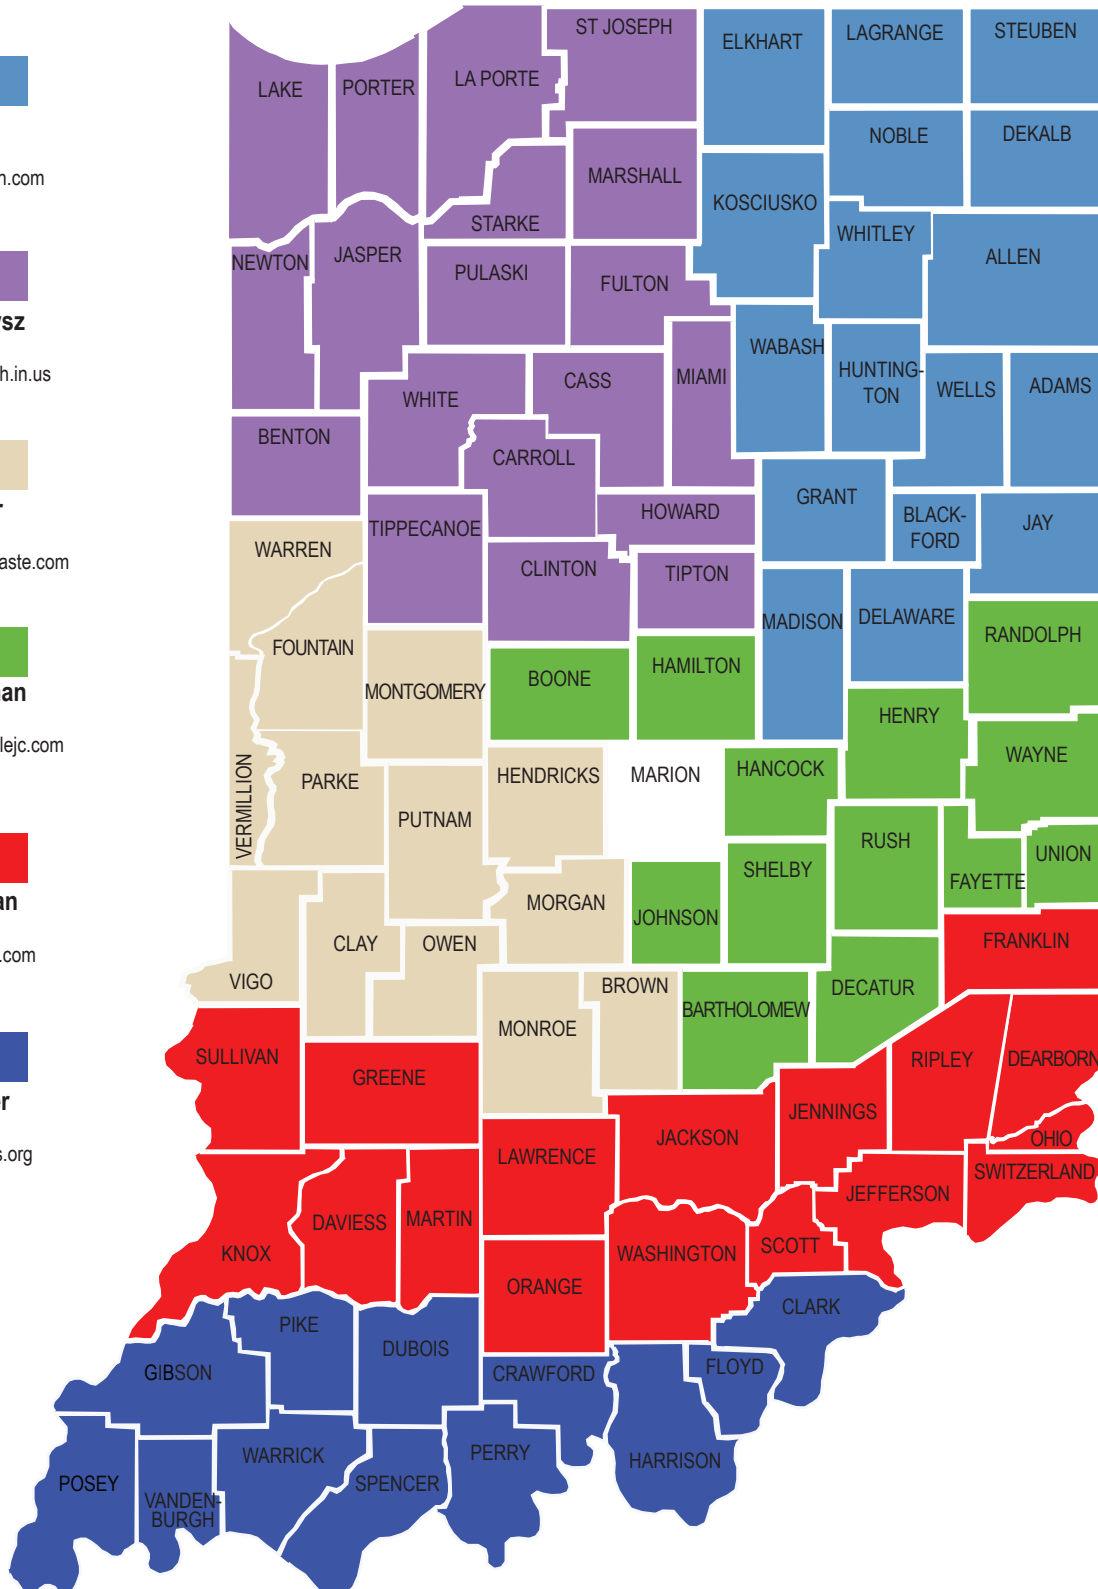 h.com
ysz
h.in.us
r
aste.com
nan
lejc.com
an
.com
er
s.org
ST JOSEPH
ELKHART
LAGRANGE
STEUBEN
LAKE
PORTER
LA PORTE
NOBLE
DEKALB
MARSHALL
KOSCIUSKO
STARKE
WHITLEY
NEWTON
JASPER
PULASKI
FULTON
ALLEN
WABASH
HUNTING-
TON
WHITE
CASS
MIAMI
WELLS
ADAMS
BENTON
CARROLL
GRANT
TIPPECANOE
HOWARD
BLACK-
FORD
JAY
WARREN
CLINTON
TIPTON
MADISON
DELAWARE
RANDOLPH
FOUNTAIN
MONTGOMERY
BOONE
HAMILTON
HENRY
WAYNE
VERMILLION
PARKE
HENDRICKS
MARION
HANCOCK
PUTNAM
RUSH
UNION
SHELBY
FAYETTE
MORGAN
JOHNSON
CLAY
OWEN
FRANKLIN
VIGO
BROWN
DECATUR
BARTHOLOMEW
MONROE
SULLIVAN
GREENE
RIPLEY
DEARBORN
JENNINGS
JACKSON
OHIO
LAWRENCE
SWITZERLAND
JEFFERSON
DAVIESS
MARTIN
KNOX
WASHINGTON
SCOTT
ORANGE
CLARK
PIKE
DUBOIS
GIBSON
CRAWFORD
FLOYD
WARRICK
PERRY
HARRISON
POSEY
SPENCER
VANDEN-
BURGH